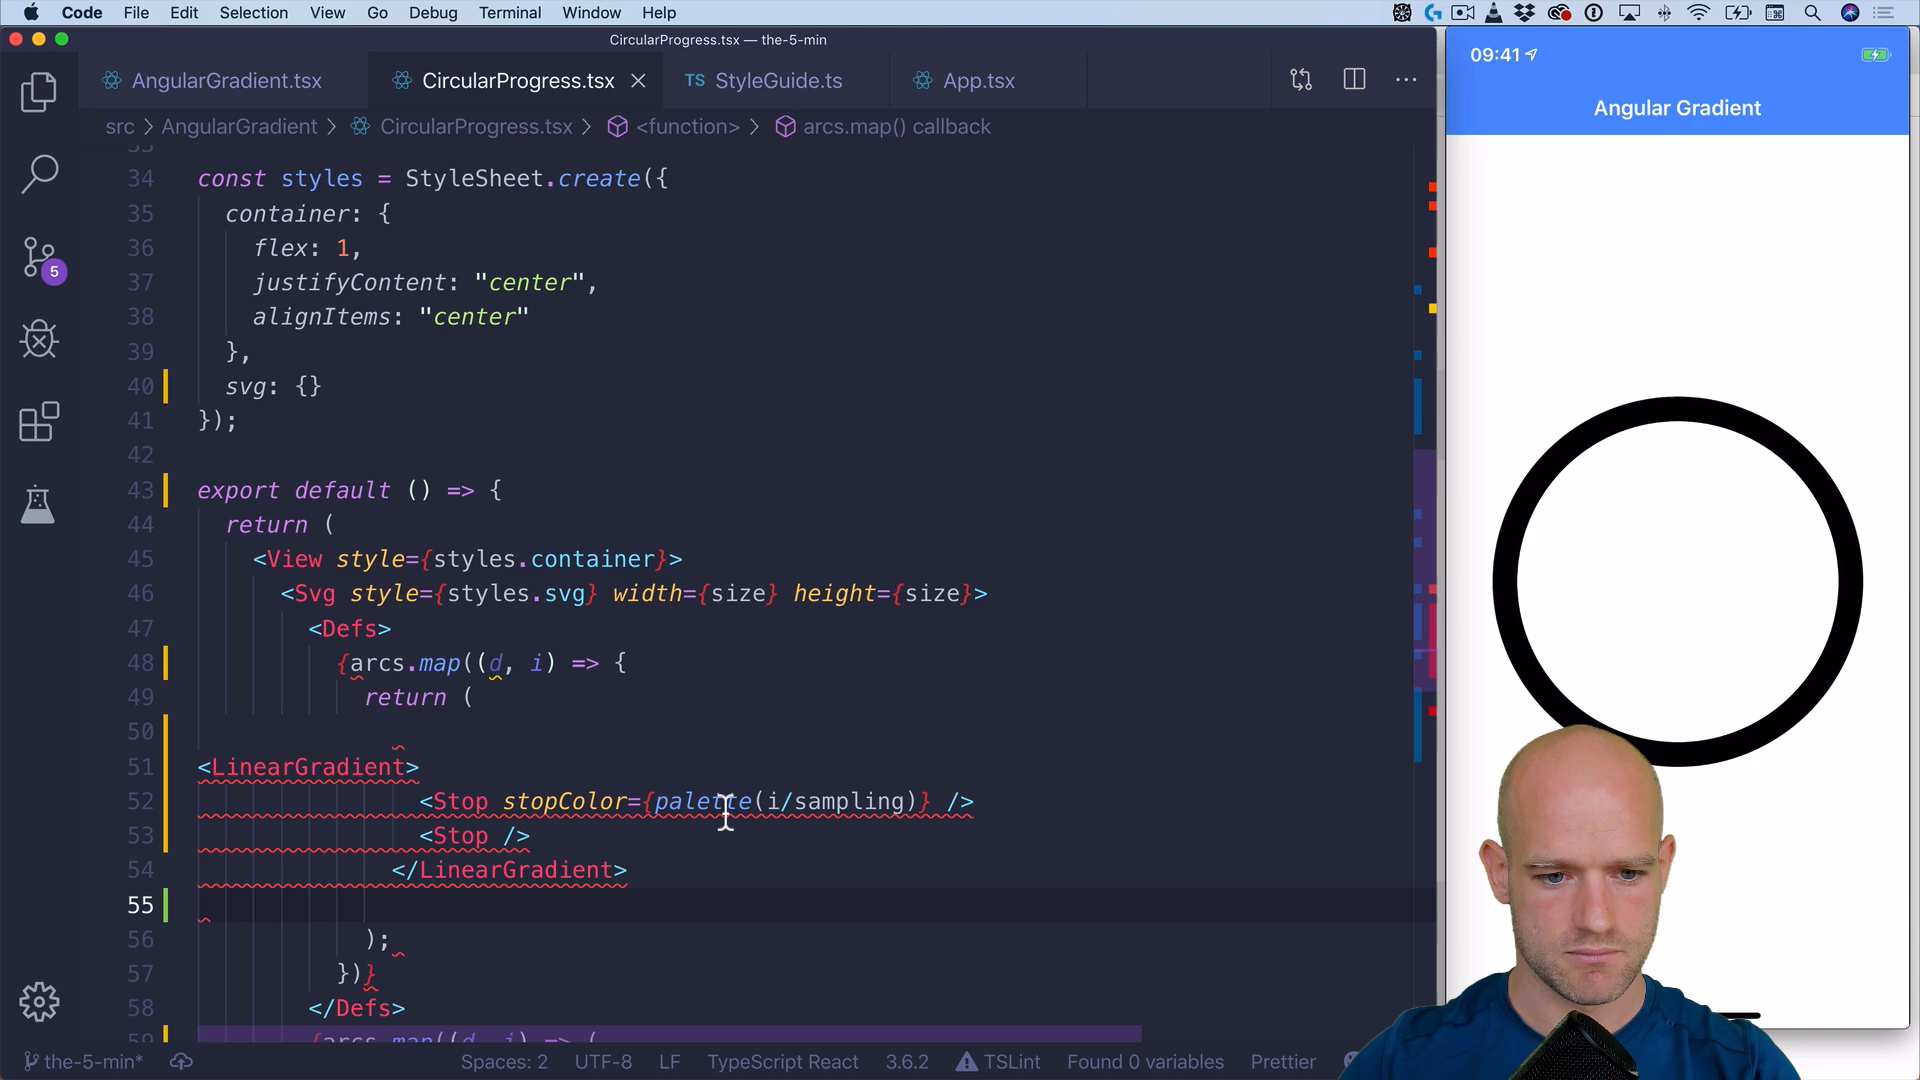 Code File Edit Selection View Go Debug Terminal Window Help
CircularProgress.tsx — the-5-min
AngularGradient.tsx
CircularProgress.tsx
TS StyleGuide.ts
App.tsx
src > AngularGradient > CircularProgress.tsx > <function> > arcs.map() callback
33
34 const styles = StyleSheet.create({
35 container: {
36 flex: 1,
37 justifyContent: "center",
38 alignItems: "center"
39 },
40 svg: {}
41 });
42
43 export default () => {
44 return (
45 <View style={styles.container}>
46 <Svg style={styles.svg} width={size} height={size}>
47 <Defs>
48 {arcs.map((d, i) => {
49 return (
50
51 <LinearGradient>
52 <Stop stopColor={palette(i/sampling)} />
53 <Stop />
54 </LinearGradient>
55
56 );
57 })}
58 </Defs>
59 {arcs.map((d, i) => (
5
the-5-min*
Spaces: 2
UTF-8
LF
TypeScript React
3.6.2
TSLint
Found 0 variables
Prettier
09:41
Angular Gradient